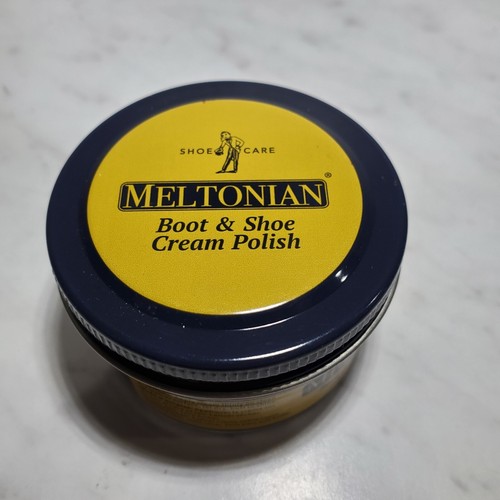 SHOE CARE
MELTONIAN®
Boot & Shoe
Cream Polish